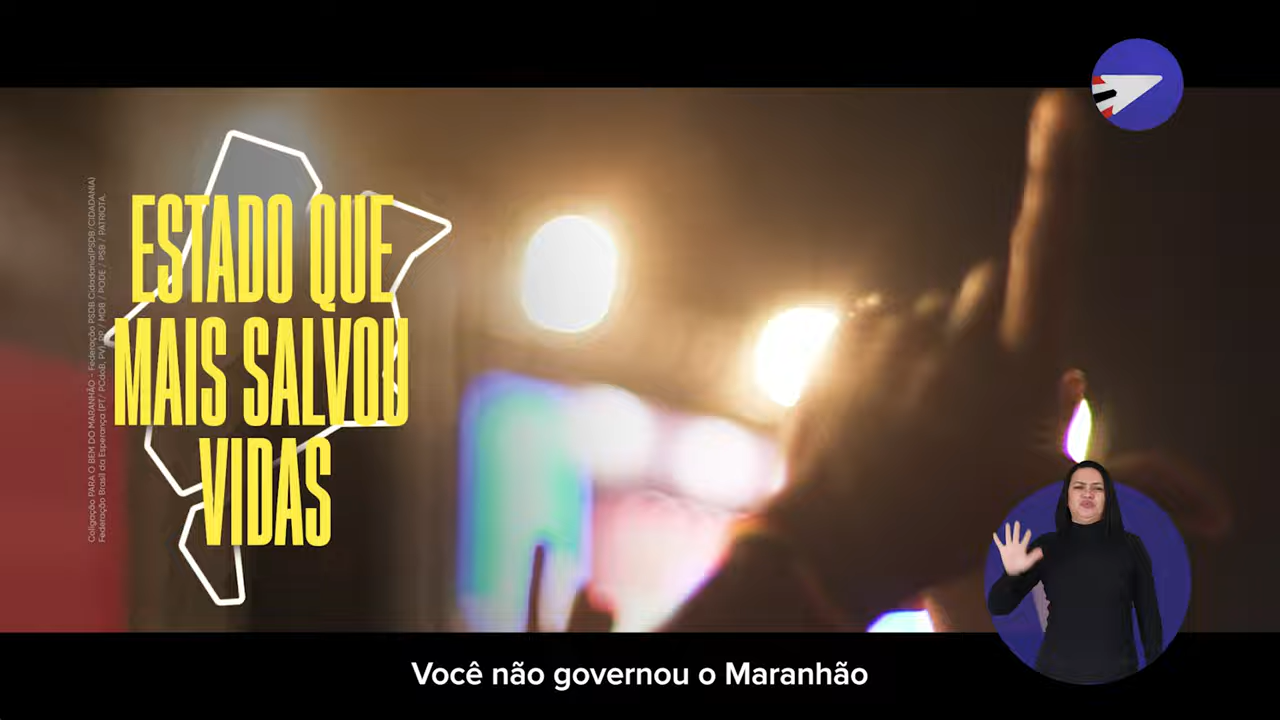 ESTADO QUE
MAIS SALVOU
VIDAS
Coligação PARA O BEM DO MARANHÃO - Federação PSDB Cidadania(PSDB/CIDADANIA)
Federação Brasil da Esperança (PT/ PCdoB, PV), PP / MDB / PODE / PSB / PATRIOTA.
Você não governou o Maranhão